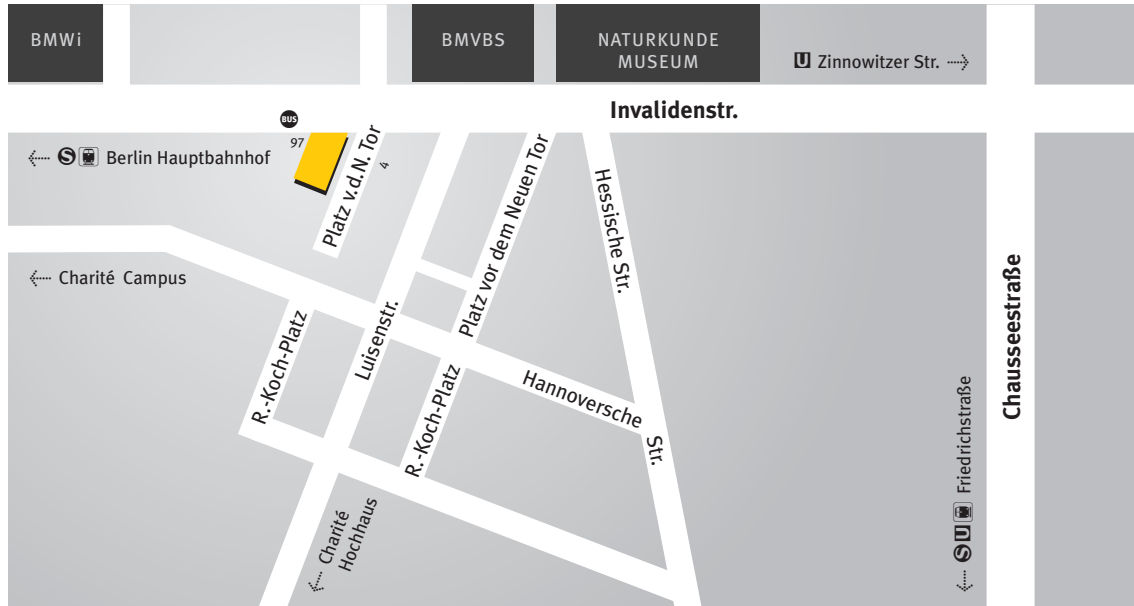 BMWi
BMVBS
NATURKUNDE
MUSEUM
U Zinnowitzer Str.
Invalidenstr.
BUS
97
S Berlin Hauptbahnhof
Platz v.d.N. Tor
4
Platz vor dem Neuen Tor
Hessische Str.
Charité Campus
Chausseestraße
R.-Koch-Platz
Luisenstr.
R.-Koch-Platz
Hannoversche Str.
S U Friedrichstraße
Charité
Hochhaus